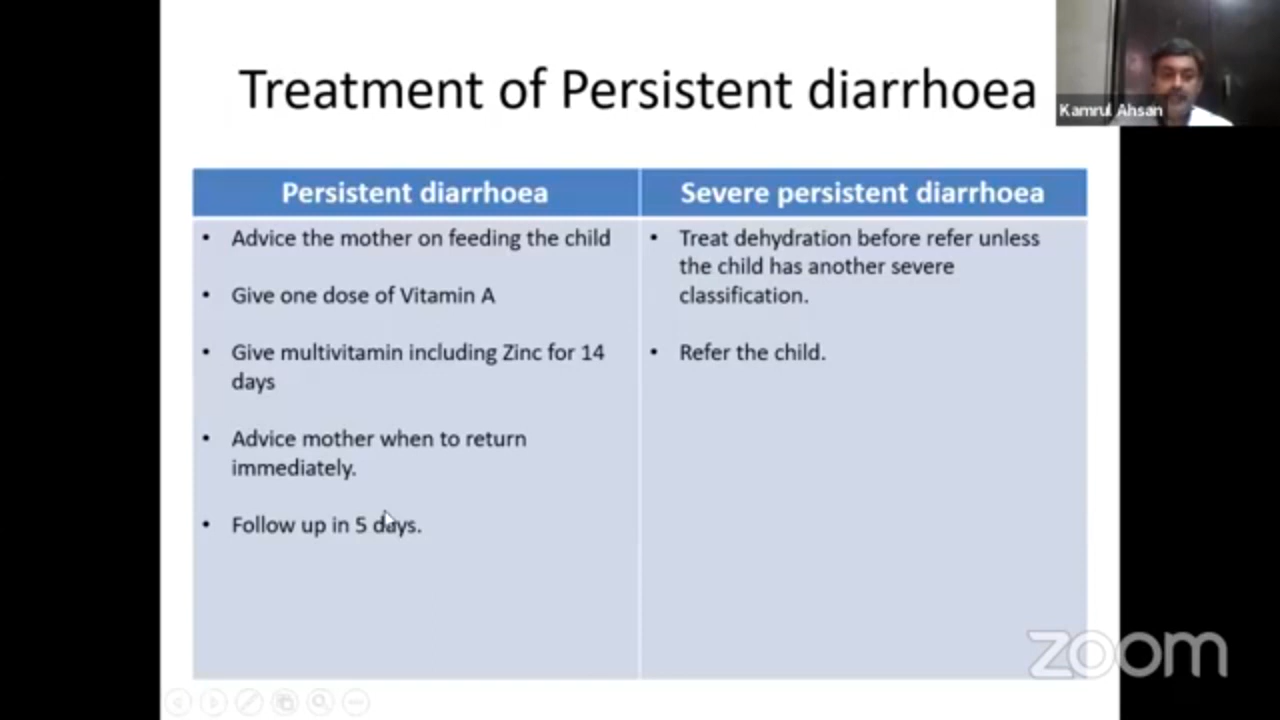 Treatment of Persistent diarrhoea
Kamrul Ahsan
Persistent diarrhoea
Severe persistent diarrhoea
• Advice the mother on feeding the child
• Give one dose of Vitamin A
• Give multivitamin including Zinc for 14
days
• Advice mother when to return
immediately.
• Follow up in 5 days.
• Treat dehydration before refer unless
the child has another severe
classification.
• Refer the child.
zoom